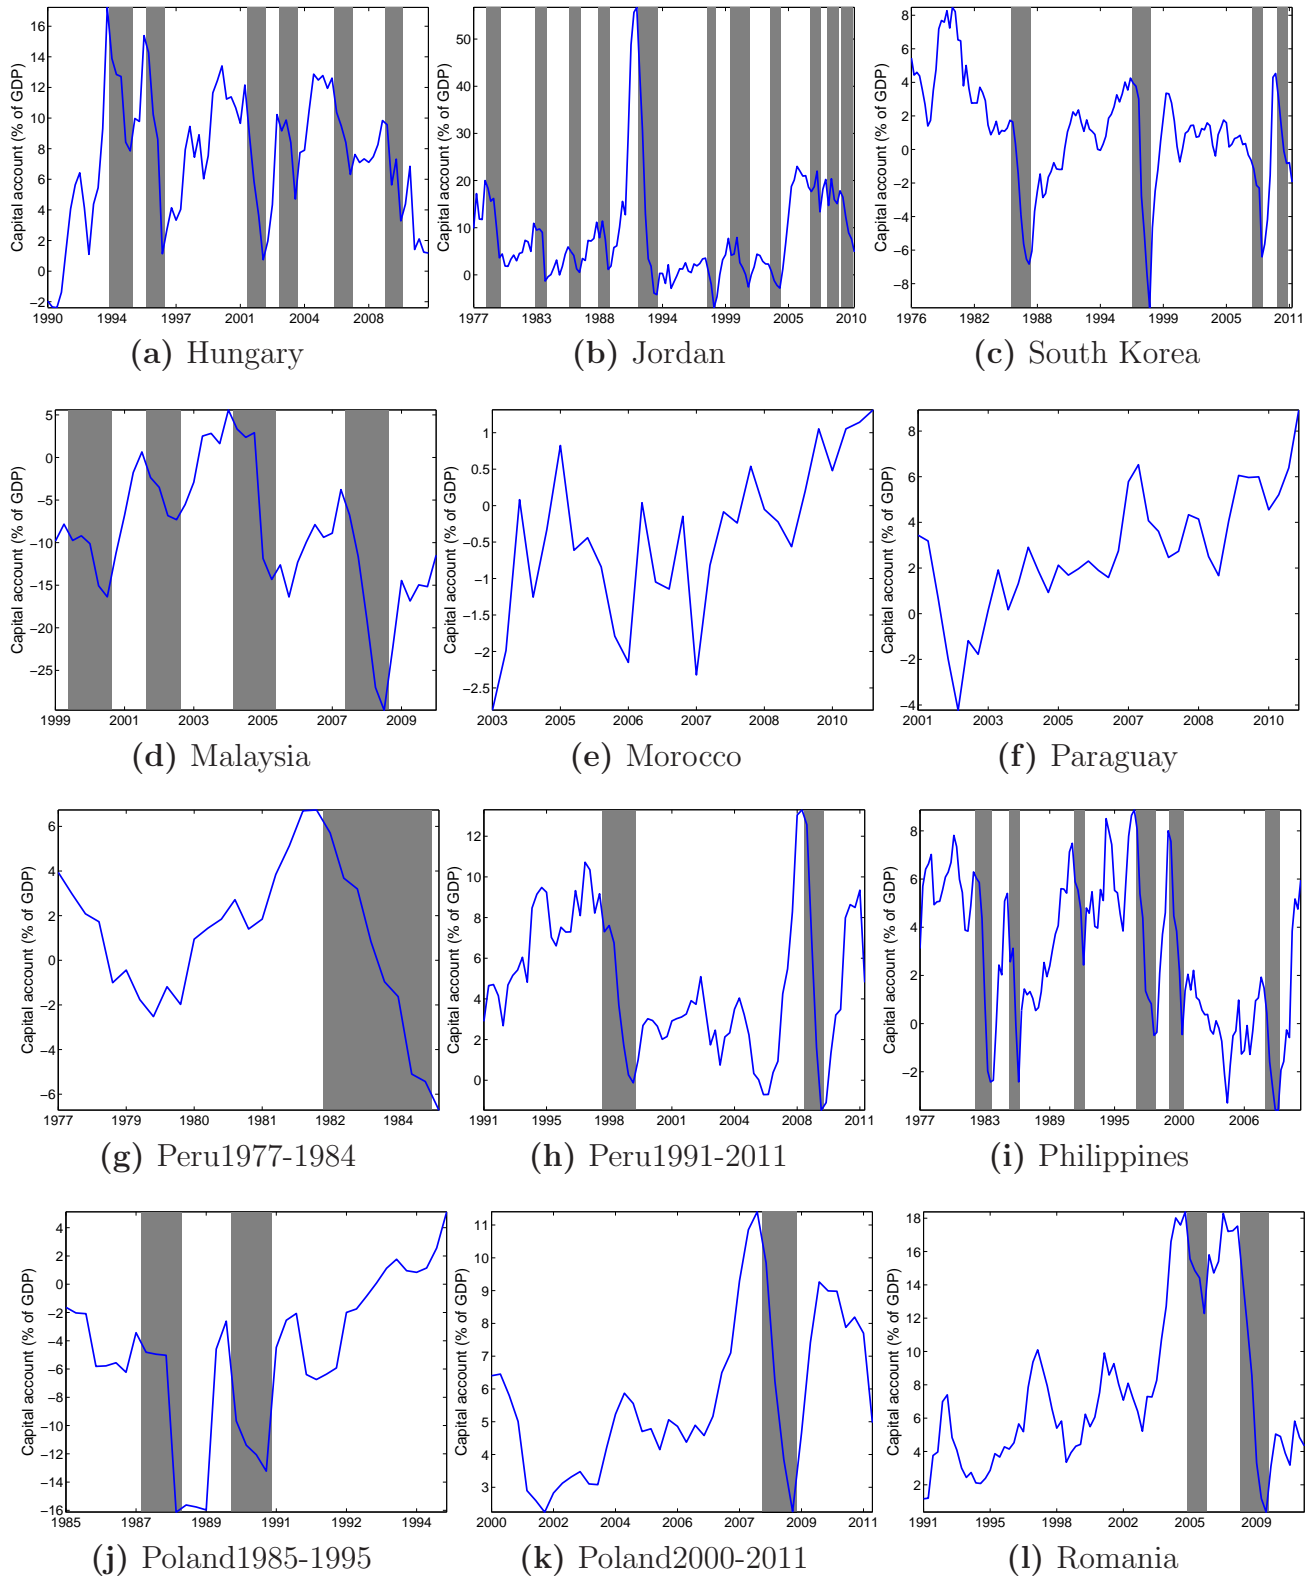 Capital account (% of GDP)
16
14
12
10
8
6
4
2
0
−2
1990 1994 1997 2001 2004 2008
(a) Hungary
Capital account (% of GDP)
50
40
30
20
10
0
1977 1983 1988 1994 1999 2005 2010
(b) Jordan
Capital account (% of GDP)
8
6
4
2
0
−2
−4
−6
−8
1976 1982 1988 1994 1999 2005 2011
(c) South Korea
Capital account (% of GDP)
5
0
−5
−10
−15
−20
−25
1999 2001 2003 2005 2007 2009
(d) Malaysia
Capital account (% of GDP)
1
0.5
0
−0.5
−1
−1.5
−2
−2.5
2003 2005 2006 2007 2008 2010
(e) Morocco
Capital account (% of GDP)
8
6
4
2
0
−2
−4
2001 2003 2005 2007 2008 2010
(f) Paraguay
Capital account (% of GDP)
6
4
2
0
−2
−4
−6
1977 1979 1980 1981 1982 1984
(g) Peru1977-1984
Capital account (% of GDP)
12
10
8
6
4
2
0
1991 1995 1998 2001 2004 2008 2011
(h) Peru1991-2011
Capital account (% of GDP)
8
6
4
2
0
−2
1977 1983 1989 1995 2000 2006
(i) Philippines
Capital account (% of GDP)
4
2
0
−2
−4
−6
−8
−10
−12
−14
−16
1985 1987 1989 1991 1992 1994
(j) Poland1985-1995
Capital account (% of GDP)
11
10
9
8
7
6
5
4
3
2000 2002 2004 2006 2007 2009 2011
(k) Poland2000-2011
Capital account (% of GDP)
18
16
14
12
10
8
6
4
2
1991 1995 1998 2002 2005 2009
(l) Romania